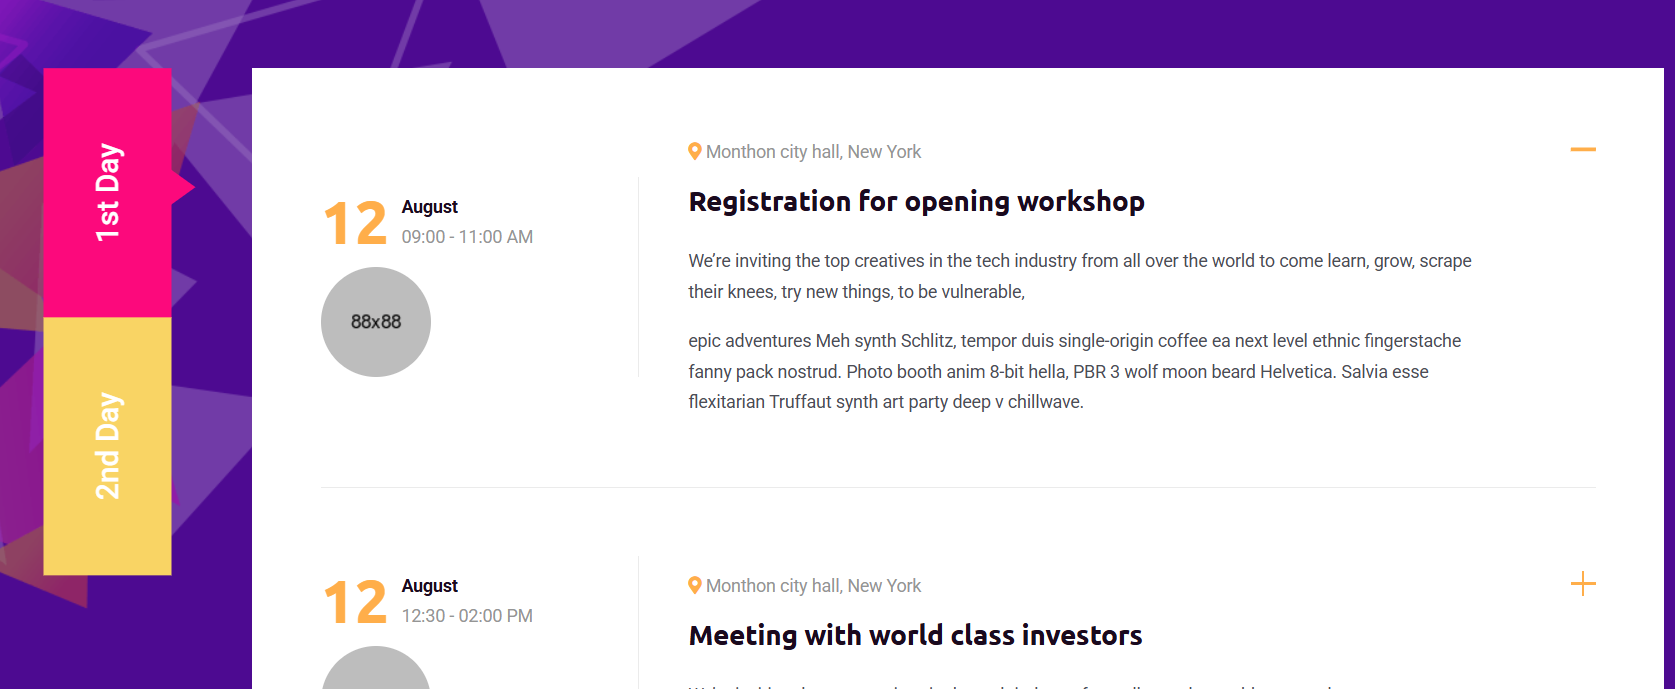 1st Day
2nd Day
Monthon city hall, New York
Registration for opening workshop
12
August
09:00 - 11:00 AM
88x88
We’re inviting the top creatives in the tech industry from all over the world to come learn, grow, scrape
their knees, try new things, to be vulnerable,
epic adventures Meh synth Schlitz, tempor duis single-origin coffee ea next level ethnic fingerstache
fanny pack nostrud. Photo booth anim 8-bit hella, PBR 3 wolf moon beard Helvetica. Salvia esse
flexitarian Truffaut synth art party deep v chillwave.
12
August
12:30 - 02:00 PM
Monthon city hall, New York
Meeting with world class investors